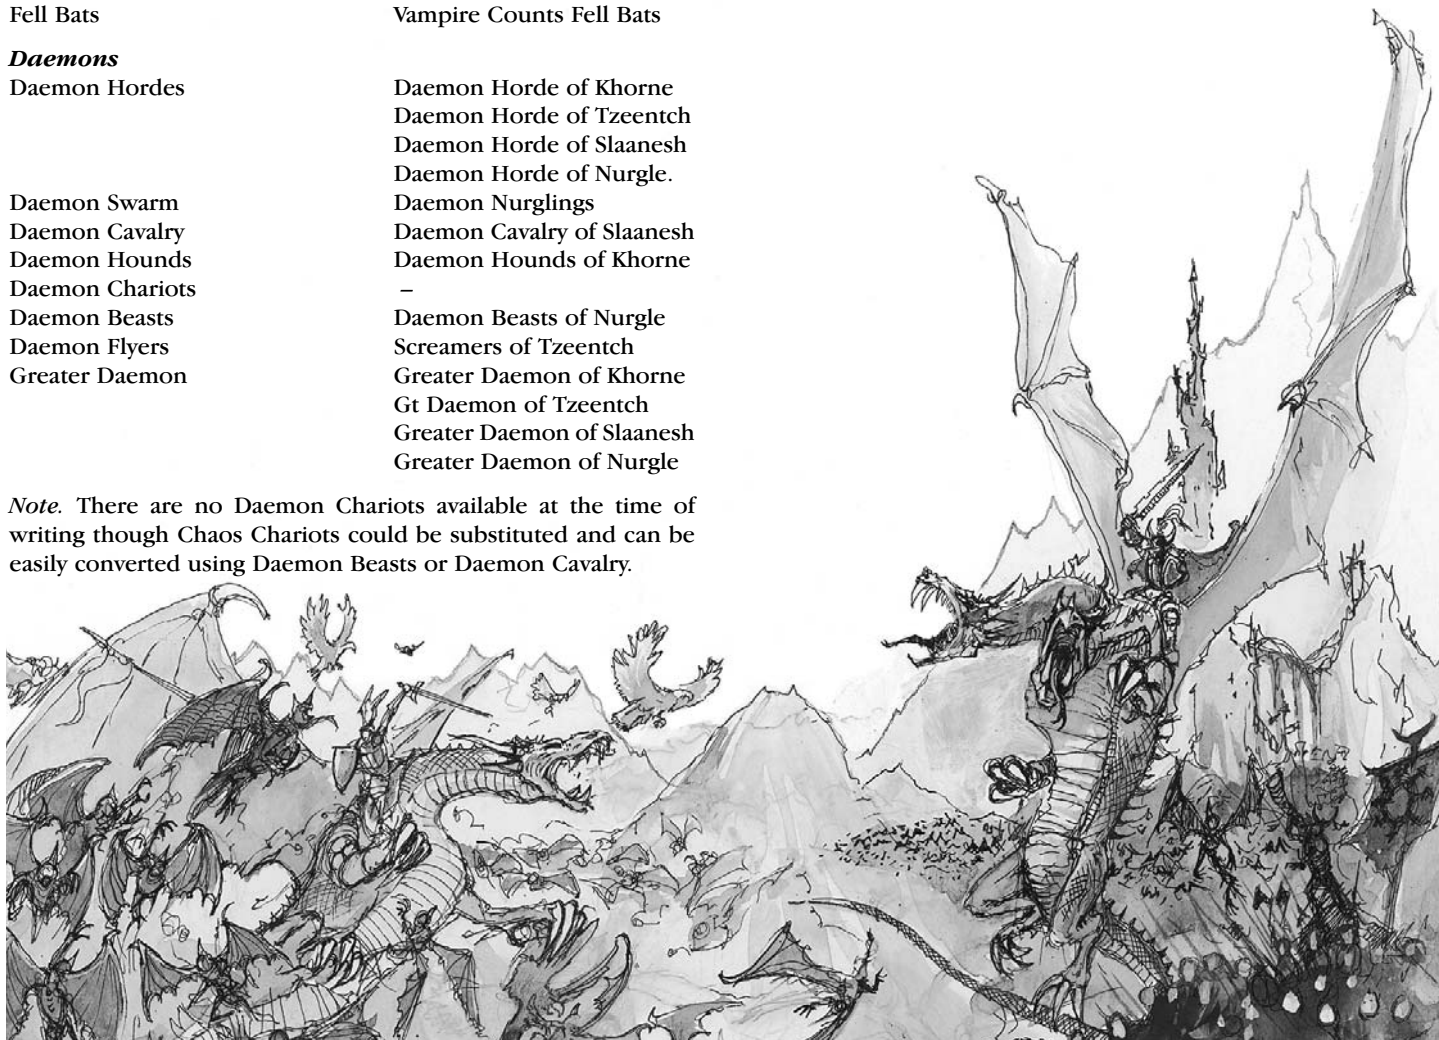 Fell Bats Vampire Counts Fell Bats
Daemons
Daemon Hordes Daemon Horde of Khorne
Daemon Horde of Tzeentch
Daemon Horde of Slaanesh
Daemon Horde of Nurgle.
Daemon Swarm Daemon Nurglings
Daemon Cavalry Daemon Cavalry of Slaanesh
Daemon Hounds Daemon Hounds of Khorne
Daemon Chariots –
Daemon Beasts Daemon Beasts of Nurgle
Daemon Flyers Screamers of Tzeentch
Greater Daemon Greater Daemon of Khorne
Gt Daemon of Tzeentch
Greater Daemon of Slaanesh
Greater Daemon of Nurgle
Note. There are no Daemon Chariots available at the time of
writing though Chaos Chariots could be substituted and can be
easily converted using Daemon Beasts or Daemon Cavalry.